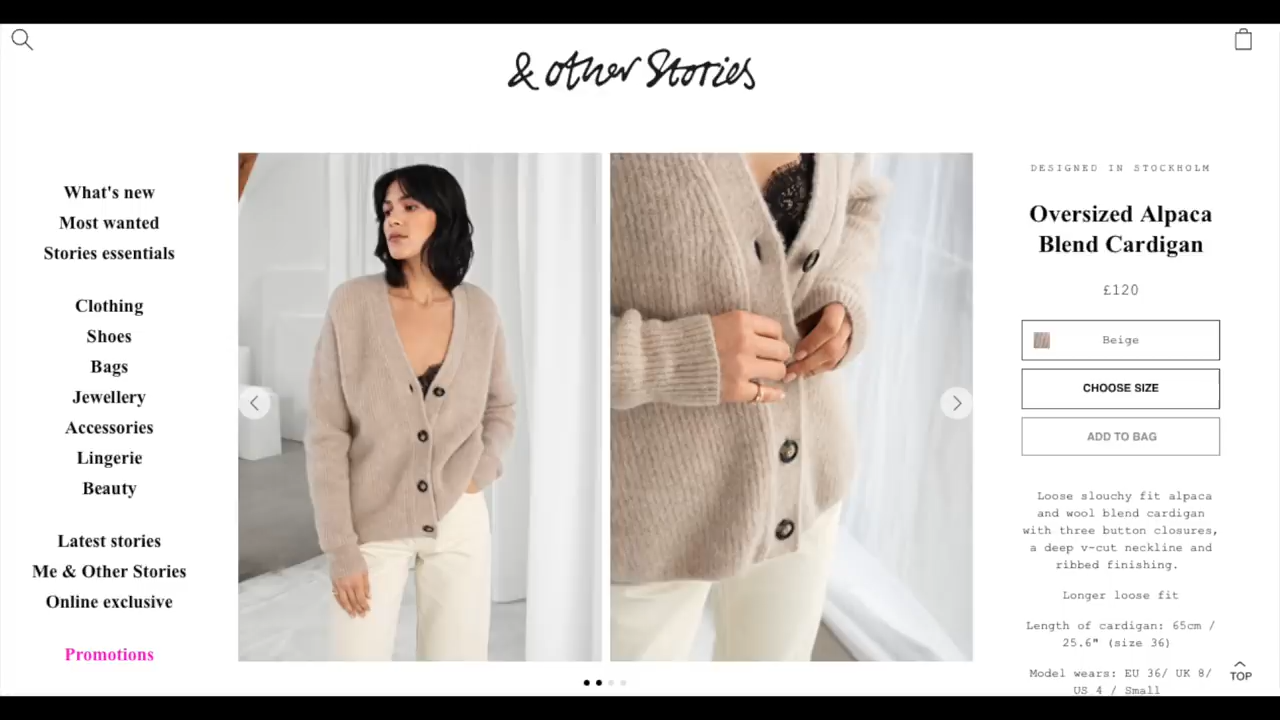 & other Stories
What's new
Most wanted
Stories essentials
Clothing
Shoes
Bags
Jewellery
Accessories
Lingerie
Beauty
Latest stories
Me & Other Stories
Online exclusive
Promotions
DESIGNED IN STOCKHOLM
Oversized Alpaca
Blend Cardigan
£120
Beige
CHOOSE SIZE
ADD TO BAG
Loose slouchy fit alpaca
and wool blend cardigan
with three button closures,
a deep v-cut neckline and
ribbed finishing.
Longer loose fit
Length of cardigan: 65cm /
25.6" (size 36)
Model wears: EU 36/ UK 8/
US 4 / Small
TOP